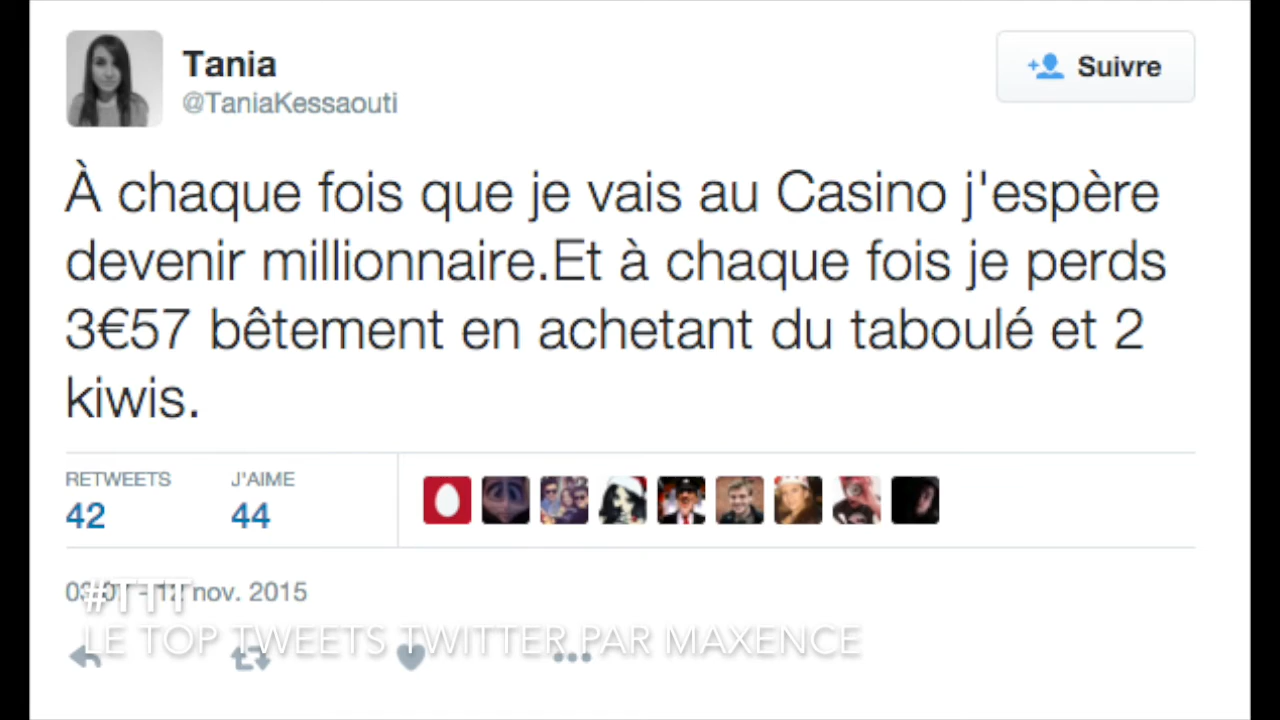 Tania
@TaniaKessaouti
Suivre
À chaque fois que je vais au Casino j'espère
devenir millionnaire.Et à chaque fois je perds
3€57 bêtement en achetant du taboulé et 2
kiwis.
RETWEETS
42
J'AIME
44
12 nov. 2015
#TTT
LE TOP TWEETS TWITTER PAR MAXENCE